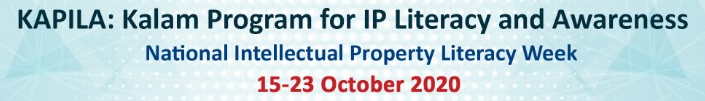 KAPILA: Kalam Program for IP Literacy and Awareness
National Intellectual Property Literacy Week
15-23 October 2020